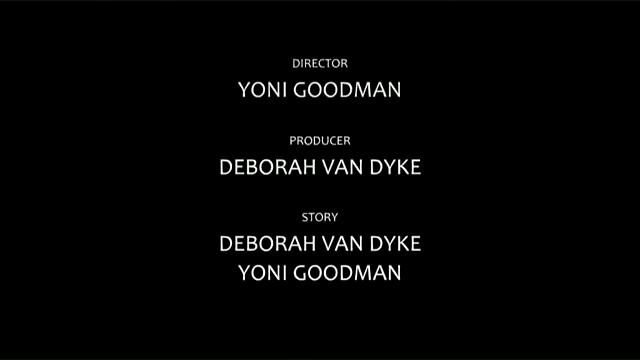 DIRECTOR
YONI GOODMAN
PRODUCER
DEBORAH VAN DYKE
STORY
DEBORAH VAN DYKE
YONI GOODMAN